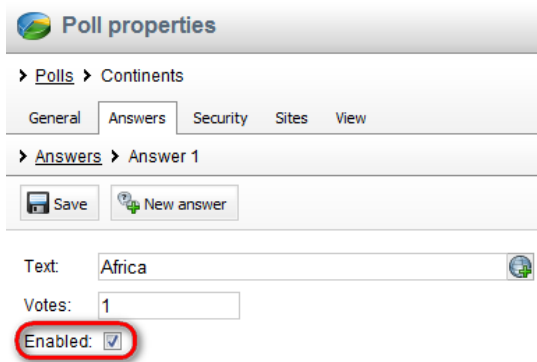 Poll properties
Polls Continents
General Answers Security Sites View
Answers Answer 1
Save New answer
Text: Africa
Votes: 1
Enabled: